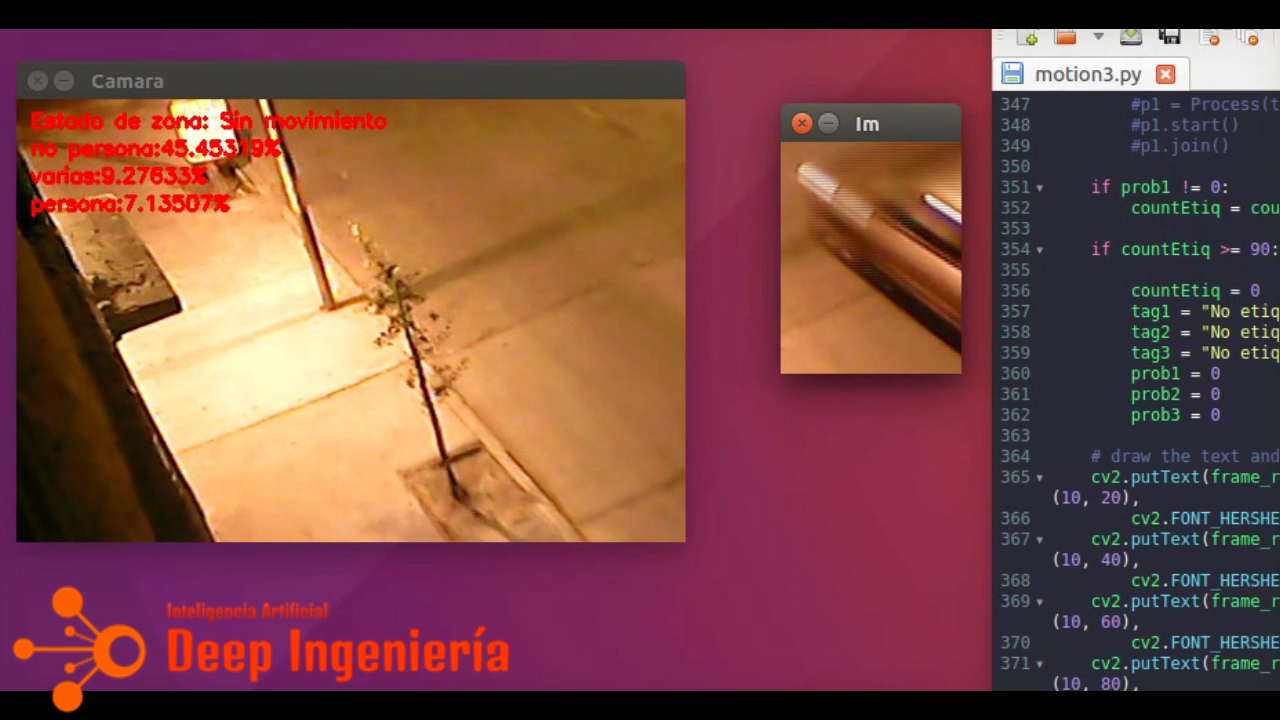 Camara
Estado de zona: Sin movimiento
no persona:45.45319%
varias:9.27633%
persona:7.13507%
Im
motion3.py
347 #p1 = Process(t
348 #p1.start()
349 #p1.join()
350
351 if prob1 != 0:
352 countEtiq = cou
353
354 if countEtiq >= 90:
355
356 countEtiq = 0
357 tag1 = "No etiq
358 tag2 = "No etiq
359 tag3 = "No etiq
360 prob1 = 0
361 prob2 = 0
362 prob3 = 0
363
364 # draw the text and
365 cv2.putText(frame_r
(10, 20),
366 cv2.FONT_HERSHE
367 cv2.putText(frame_r
(10, 40),
368 cv2.FONT_HERSHE
369 cv2.putText(frame_r
(10, 60),
370 cv2.FONT_HERSHE
371 cv2.putText(frame_r
(10, 80),
Inteligencia Artificial
Deep Ingeniería